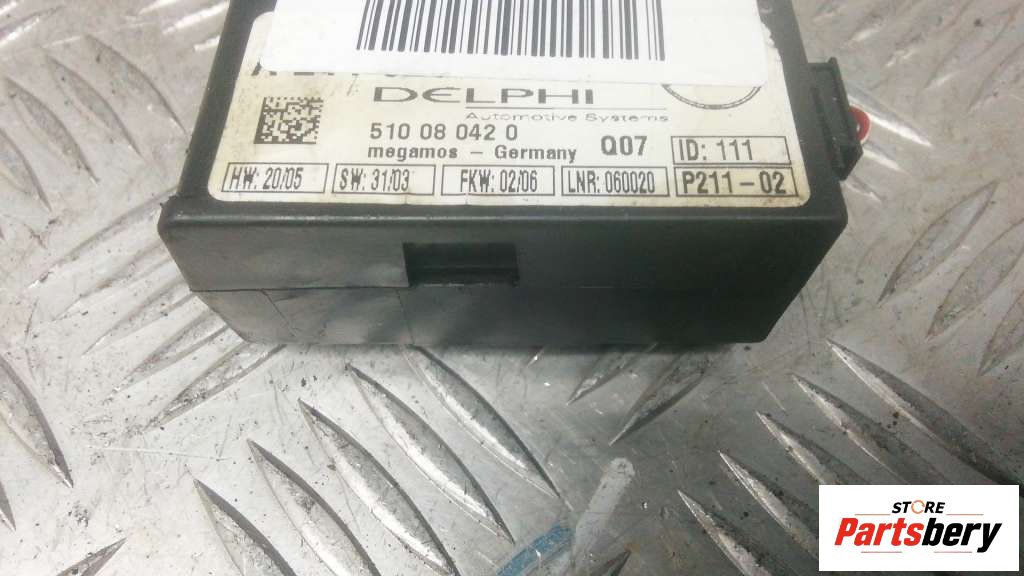 DELPHI
Automotive Systems
510 08 042 0
megamos - Germany Q07 ID: 111
HW: 20/05 SW: 31/03 FKW: 02/06 LNR: 060020 P211-02
STORE
Partsbery